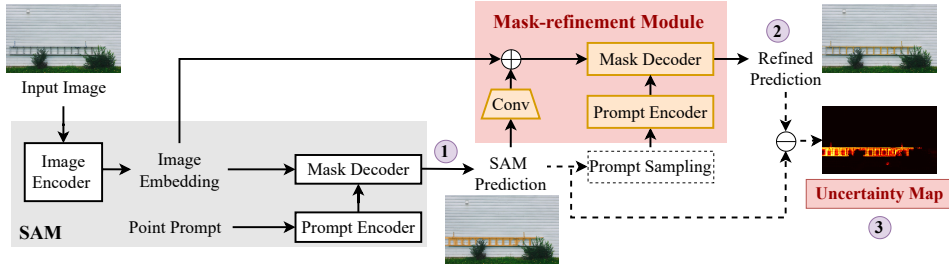 Mask-refinement Module
2
Mask Decoder
Refined
Prediction
Input Image
Conv
Prompt Encoder
Image
Encoder
Image
Embedding
Mask Decoder
1
SAM
Prediction
Prompt Sampling
Uncertainty Map
Point Prompt
Prompt Encoder
SAM
3